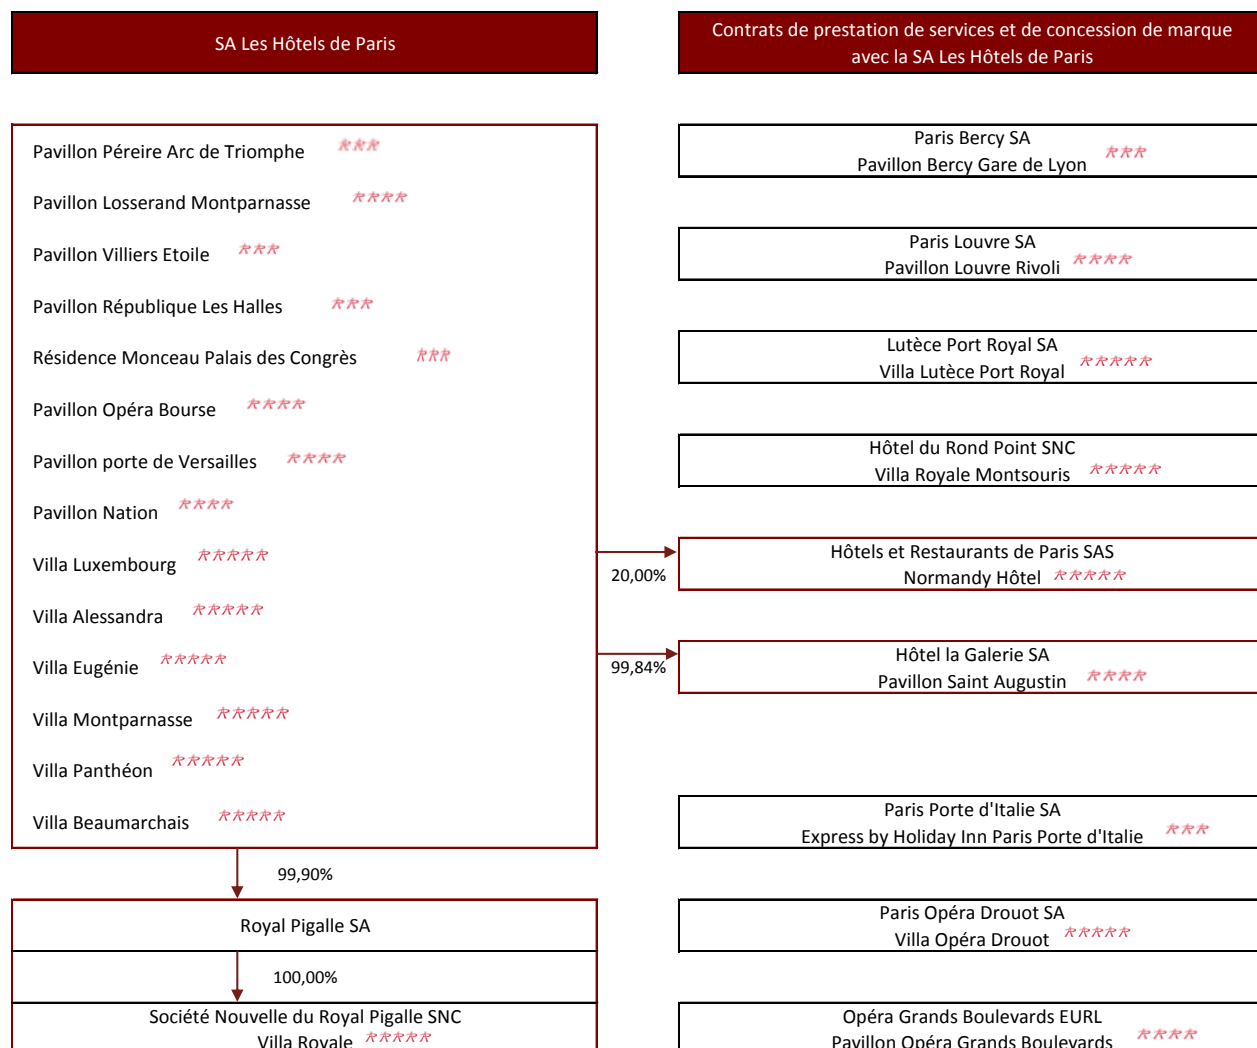 SA Les Hôtels de Paris
Contrats de prestation de services et de concession de marque
avec la SA Les Hôtels de Paris
Pavillon Péreire Arc de Triomphe
Pavillon Losserand Montparnasse
Pavillon Villiers Etoile
Pavillon République Les Halles
Résidence Monceau Palais des Congrès
Pavillon Opéra Bourse
Pavillon porte de Versailles
Pavillon Nation
Villa Luxembourg
Villa Alessandra
Villa Eugénie
Villa Montparnasse
Villa Panthéon
Villa Beaumarchais
99,90%
Royal Pigalle SA
100,00%
Société Nouvelle du Royal Pigalle SNC
Villa Royale
20,00%
99,84%
Paris Bercy SA
Pavillon Bercy Gare de Lyon
Paris Louvre SA
Pavillon Louvre Rivoli
Lutèce Port Royal SA
Villa Lutèce Port Royal
Hôtel du Rond Point SNC
Villa Royale Montsouris
Hôtels et Restaurants de Paris SAS
Normandy Hôtel
Hôtel la Galerie SA
Pavillon Saint Augustin
Paris Porte d'Italie SA
Express by Holiday Inn Paris Porte d'Italie
Paris Opéra Drouot SA
Villa Opéra Drouot
Opéra Grands Boulevards EURL
Pavillon Opéra Grands Boulevards